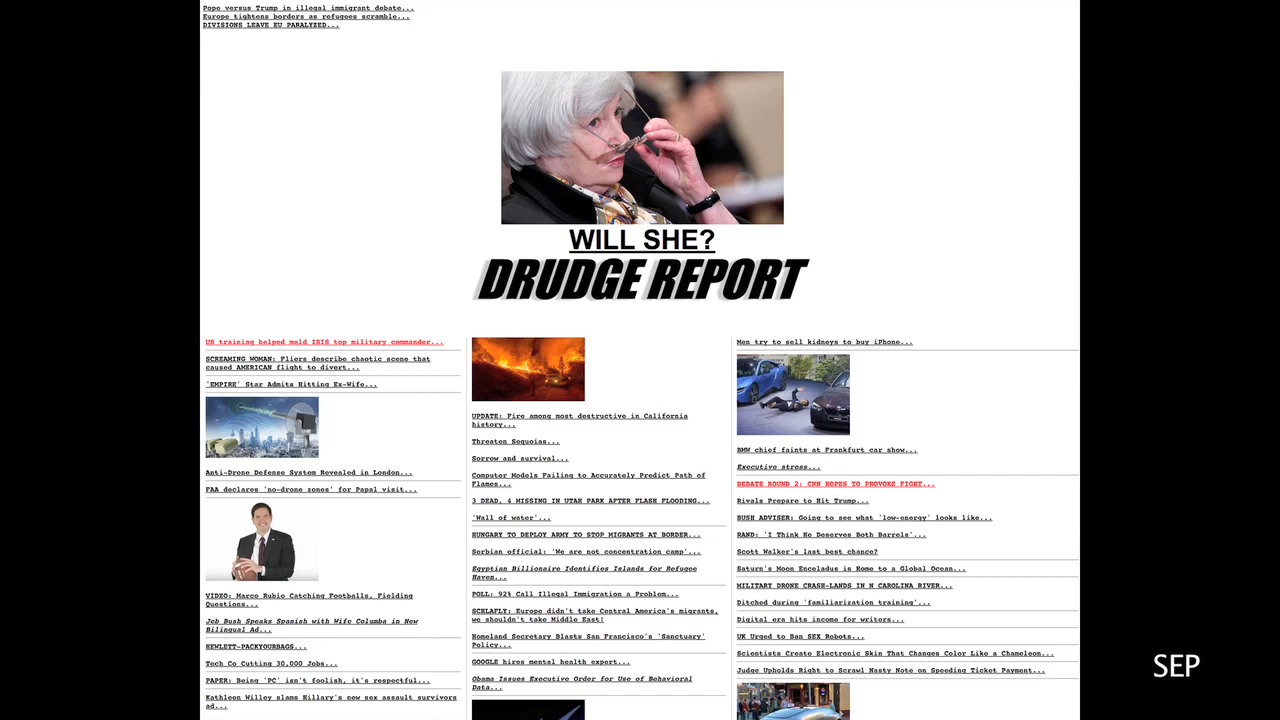 Pope versus Trump in illegal immigrant debate...
Europe tightens borders as refugees scramble...
DIVISIONS LEAVE EU PARALYZED...
WILL SHE?
DRUDGE REPORT
US training helped mold ISIS top military commander...
SCREAMING WOMAN: Fliers describe chaotic scene that
caused AMERICAN flight to divert...
'EMPIRE' Star Admits Hitting Ex-Wife...
Anti-Drone Defense System Revealed in London...
FAA declares 'no-drone zones' for Papal visit...
VIDEO: Marco Rubio Catching Footballs, Fielding
Questions...
Jeb Bush Speaks Spanish with Wife Columba in New
Bilingual Ad...
HEWLETT-PACKYOURBAGS...
Tech Co Cutting 30,000 Jobs...
PAPER: Being 'PC' isn't foolish, it's respectful...
Kathleen Willey slams Hillary's new sex assault survivors
ad...
UPDATE: Fire among most destructive in California
history...
Threaten Sequoias...
Sorrow and survival...
Computer Models Failing to Accurately Predict Path of
Flames...
3 DEAD, 4 MISSING IN UTAH PARK AFTER FLASH FLOODING...
'Wall of water'...
HUNGARY TO DEPLOY ARMY TO STOP MIGRANTS AT BORDER...
Serbian official: 'We are not concentration camp'...
Egyptian Billionaire Identifies Islands for Refugee
Haven...
POLL: 92% Call Illegal Immigration a Problem...
SCHLAFLY: Europe didn't take Central America's migrants,
we shouldn't take Middle East!
Homeland Secretary Blasts San Francisco's 'Sanctuary'
Policy...
GOOGLE hires mental health expert...
Obama Issues Executive Order for Use of Behavioral
Data...
Men try to sell kidneys to buy iPhone...
BMW chief faints at Frankfurt car show...
Executive stress...
DEBATE ROUND 2: CNN HOPES TO PROVOKE FIGHT...
Rivals Prepare to Hit Trump...
BUSH ADVISER: Going to see what 'low-energy' looks like...
RAND: 'I Think He Deserves Both Barrels'...
Scott Walker's last best chance?
Saturn's Moon Enceladus is Home to a Global Ocean...
MILITARY DRONE CRASH-LANDS IN N CAROLINA RIVER...
Ditched during 'familiarization training'...
Digital era hits income for writers...
UK Urged to Ban SEX Robots...
Scientists Create Electronic Skin That Changes Color Like a Chameleon...
Judge Upholds Right to Scrawl Nasty Note on Speeding Ticket Payment...
SEP